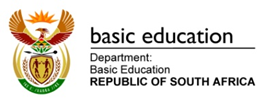 basic education
Department:
Basic Education
REPUBLIC OF SOUTH AFRICA